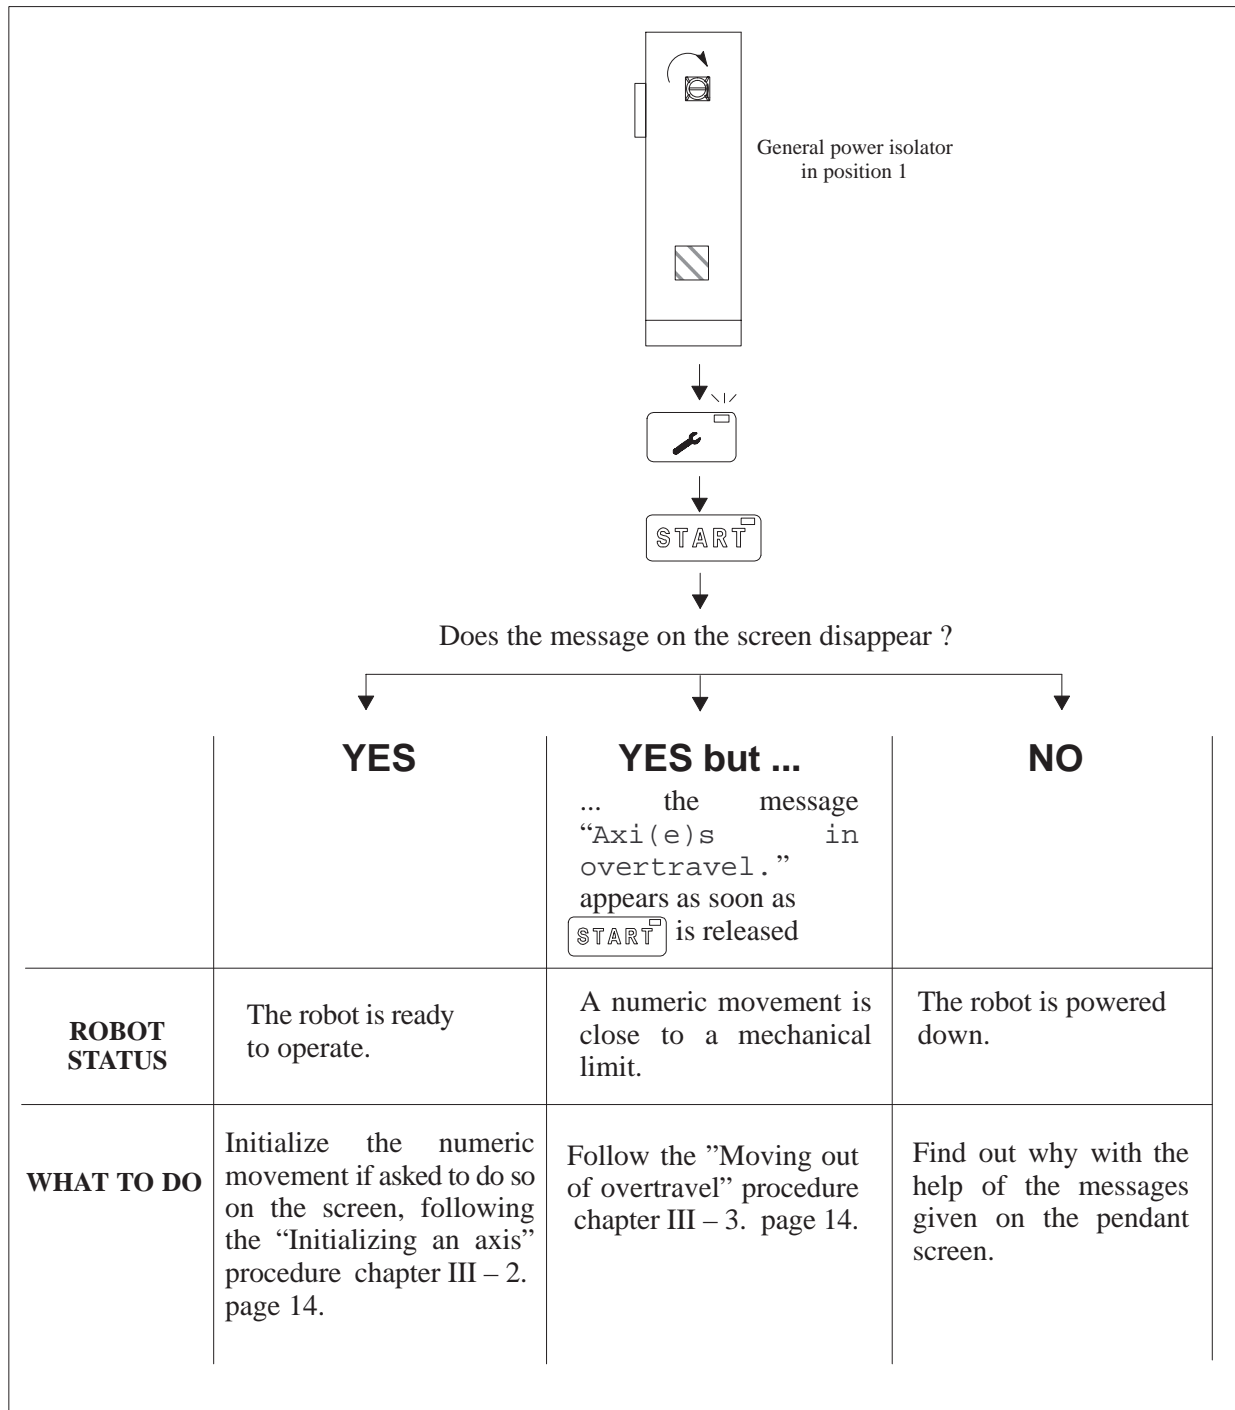 General power isolator
in position 1
START
Does the message on the screen disappear ?
YES
YES but ...
... the message
“Axi(e)s in
overtravel.”
appears as soon as
START is released
NO
ROBOT
STATUS
The robot is ready
to operate.
A numeric movement is
close to a mechanical
limit.
The robot is powered
down.
WHAT TO DO
Initialize the numeric
movement if asked to do so
on the screen, following
the “Initializing an axis”
procedure chapter III – 2.
page 14.
Follow the ”Moving out
of overtravel” procedure
chapter III – 3. page 14.
Find out why with the
help of the messages
given on the pendant
screen.